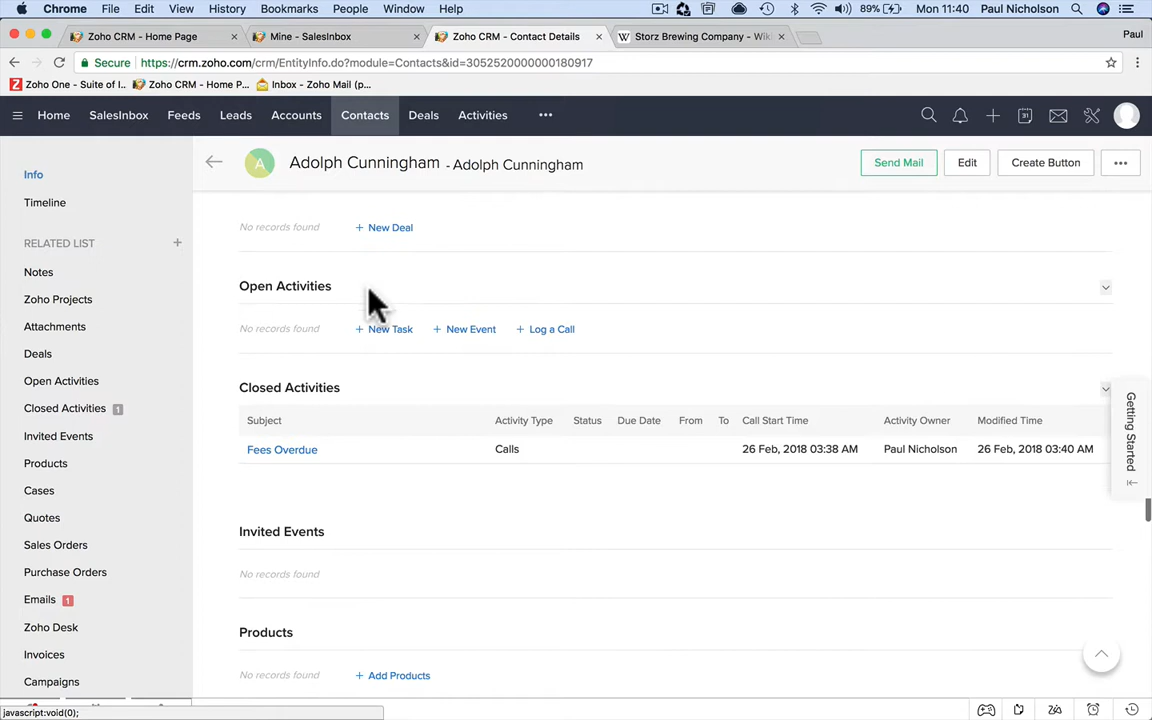 Chrome File Edit View History Bookmarks People Window Help 89% Mon 11:40 Paul Nicholson
Zoho CRM - Home Page Mine - SalesInbox Zoho CRM - Contact Details Storz Brewing Company - Wiki Paul
Secure https://crm.zoho.com/crm/EntityInfo.do?module=Contacts&id=3052520000000180917
Zoho One - Suite of I.. Zoho CRM - Home P... Inbox - Zoho Mail (p...
Home SalesInbox Feeds Leads Accounts Contacts Deals Activities ••• 31
A Adolph Cunningham - Adolph Cunningham Send Mail Edit Create Button •••
Info
Timeline
RELATED LIST +
Notes
Zoho Projects
Attachments
Deals
Open Activities
Closed Activities 1
Invited Events
Products
Cases
Quotes
Sales Orders
Purchase Orders
Emails 1
Zoho Desk
Invoices
Campaigns
No records found + New Deal
Open Activities
No records found + New Task + New Event + Log a Call
Closed Activities
Subject Activity Type Status Due Date From To Call Start Time Activity Owner Modified Time
Fees Overdue Calls 26 Feb, 2018 03:38 AM Paul Nicholson 26 Feb, 2018 03:40 AM
Invited Events
No records found
Products
No records found + Add Products
Getting Started
javascript:void(0);